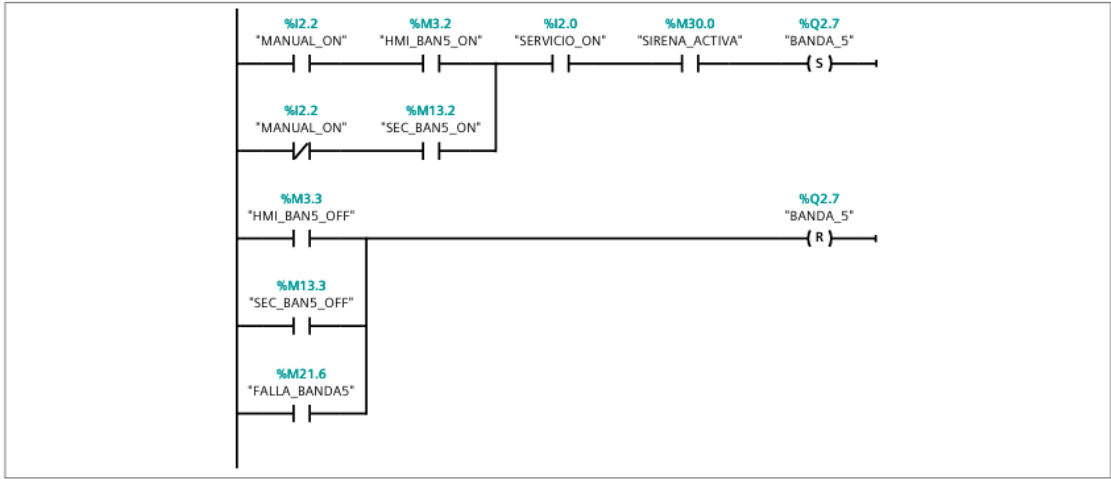 %I2.2 %M3.2 %I2.0 %M30.0 %Q2.7
"MANUAL_ON" "HMI_BAN5_ON" "SERVICIO_ON" "SIRENA_ACTIVA" "BANDA_5"
S
%I2.2 %M13.2
"MANUAL_ON" "SEC_BAN5_ON"
%M3.3 %Q2.7
"HMI_BAN5_OFF" "BANDA_5"
R
%M13.3
"SEC_BAN5_OFF"
%M21.6
"FALLA_BANDA5"